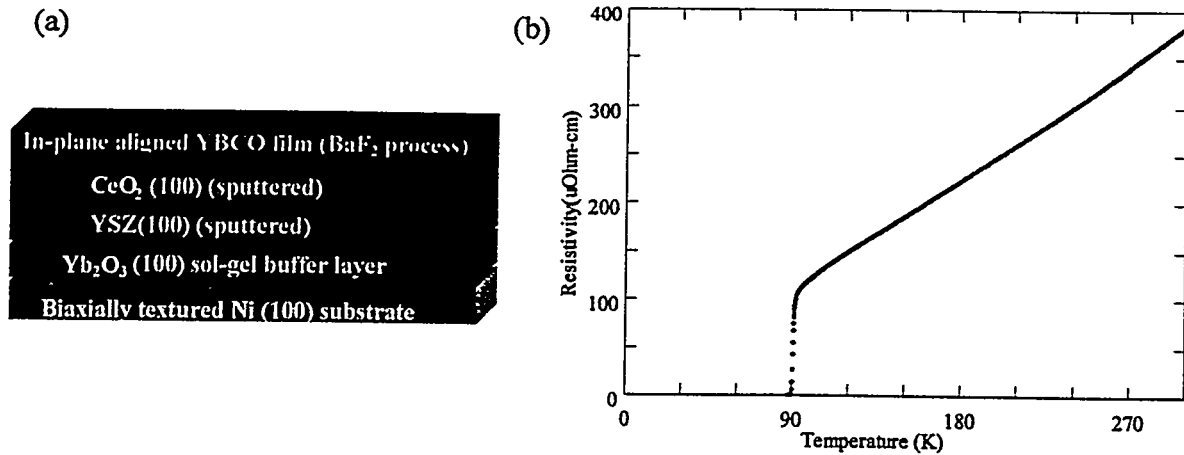 (a)
In-plane aligned YBCO film (BaF₂ process)
CeO₂ (100) (sputtered)
YSZ(100) (sputtered)
Yb₂O₃ (100) sol-gel buffer layer
Biaxially textured Ni (100) substrate
(b)
400
300
200
100
0
Resistivity(uOhm-cm)
0
90
180
270
Temperature (K)